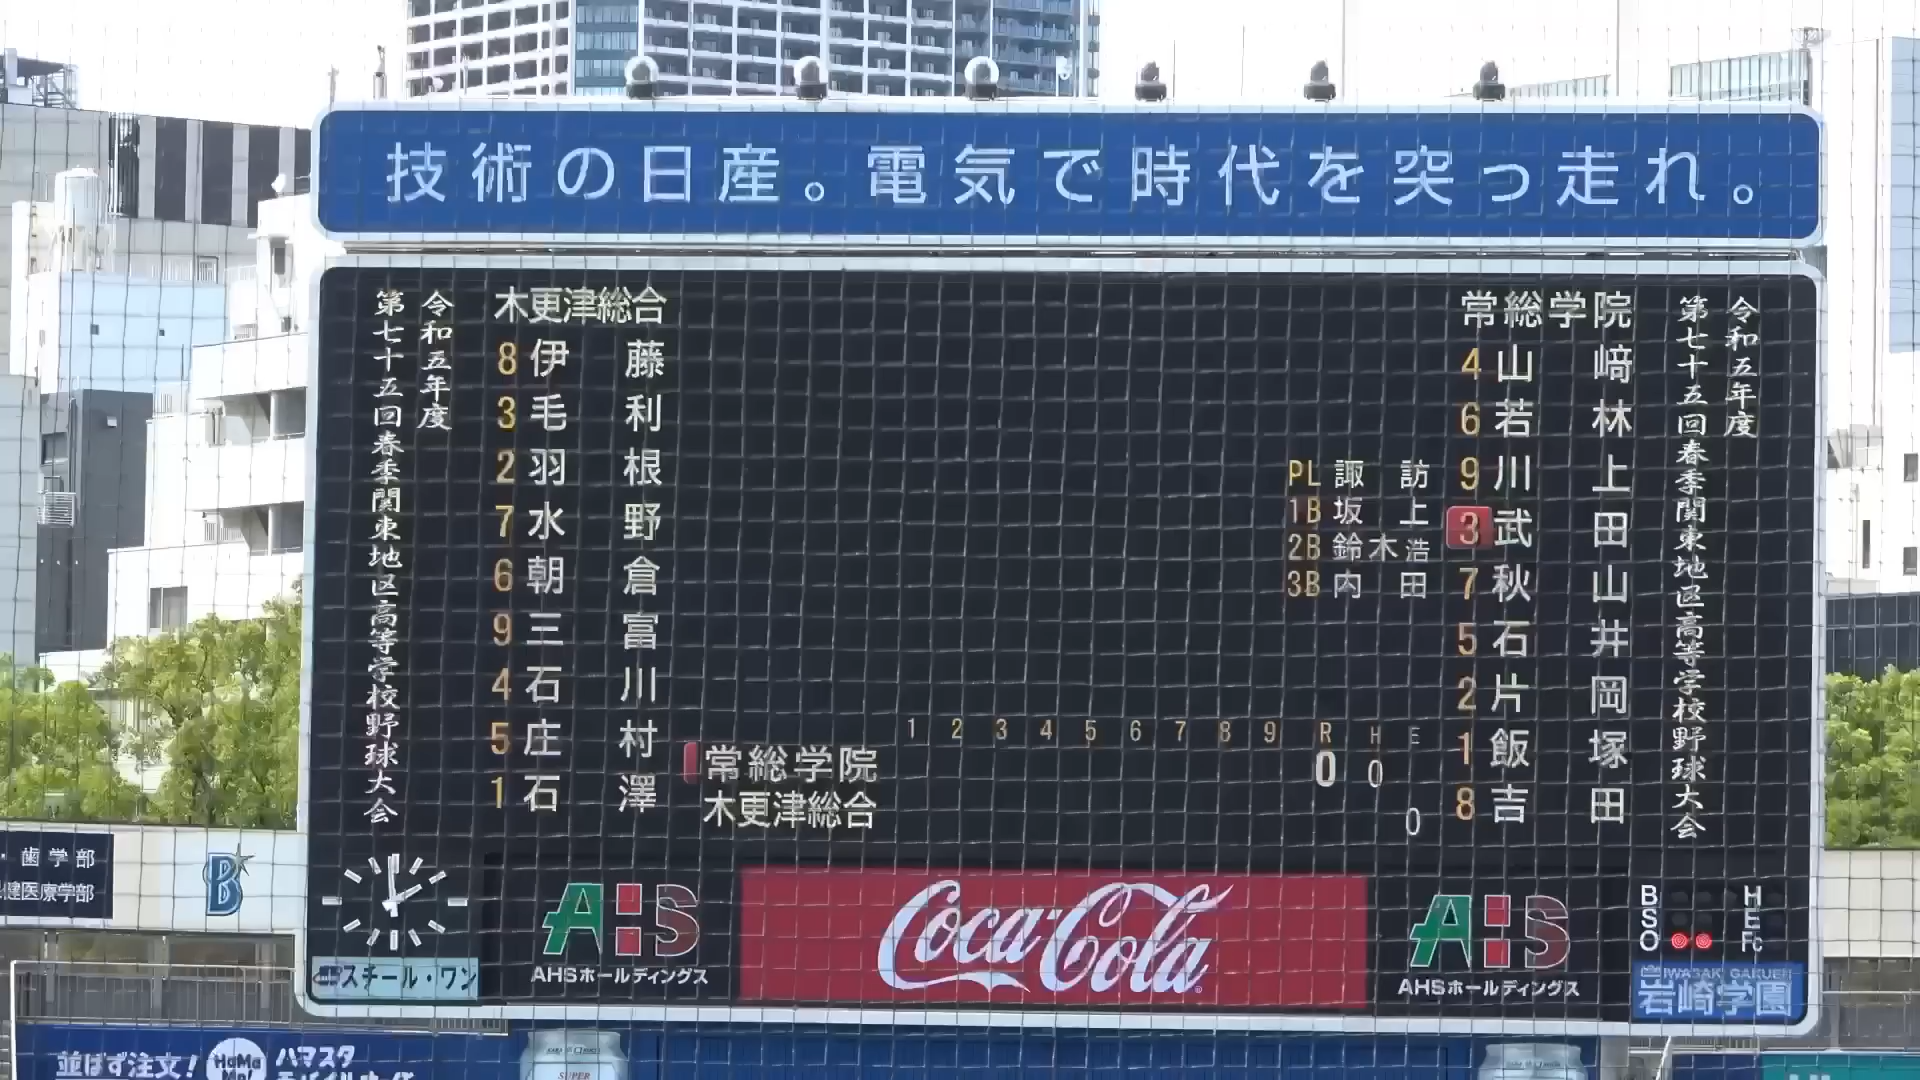 技術の日産。電気で時代を突っ走れ。
令和五年度
第七十五回春季関東地区高等学校野球大会
木更津総合
8 伊藤
3 毛利
2 羽根
7 水野
6 朝倉
9 三富
4 石川
5 庄村
1 石澤
PL 諏訪
1B 坂上
2B 鈴木浩
3B 内田
常総学院
4 山﨑
6 若林
9 川上
3 武田
7 秋山
5 石井
2 片岡
1 飯塚
8 吉田
令和五年度
第七十五回春季関東地区高等学校野球大会
1 2 3 4 5 6 7 8 9 R H E
常総学院 0 0
木更津総合 0
・歯学部
健医療学部
B
スチール・ワン
AHS
AHSホールディングス
Coca-Cola
AHS
AHSホールディングス
B H
S E
O Fc
IWASAKI GAKUEN
岩崎学園
並ばず注文!
HaMa
ハマスタ
モバイルオーダー
SUPER